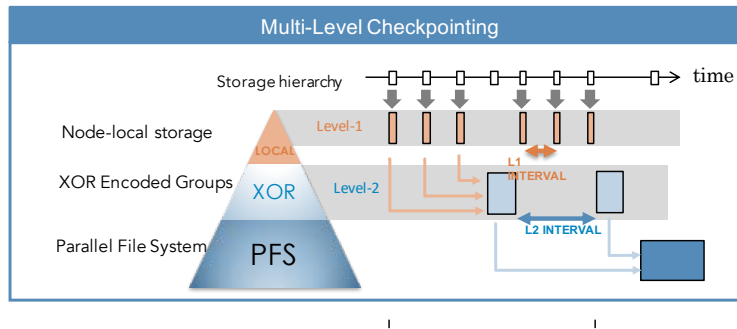 Multi-Level Checkpointing
Storage hierarchy
time
Node-local storage
Level-1
LOCAL
L1
INTERVAL
XOR Encoded Groups
XOR
Level-2
L2 INTERVAL
Parallel File System
PFS